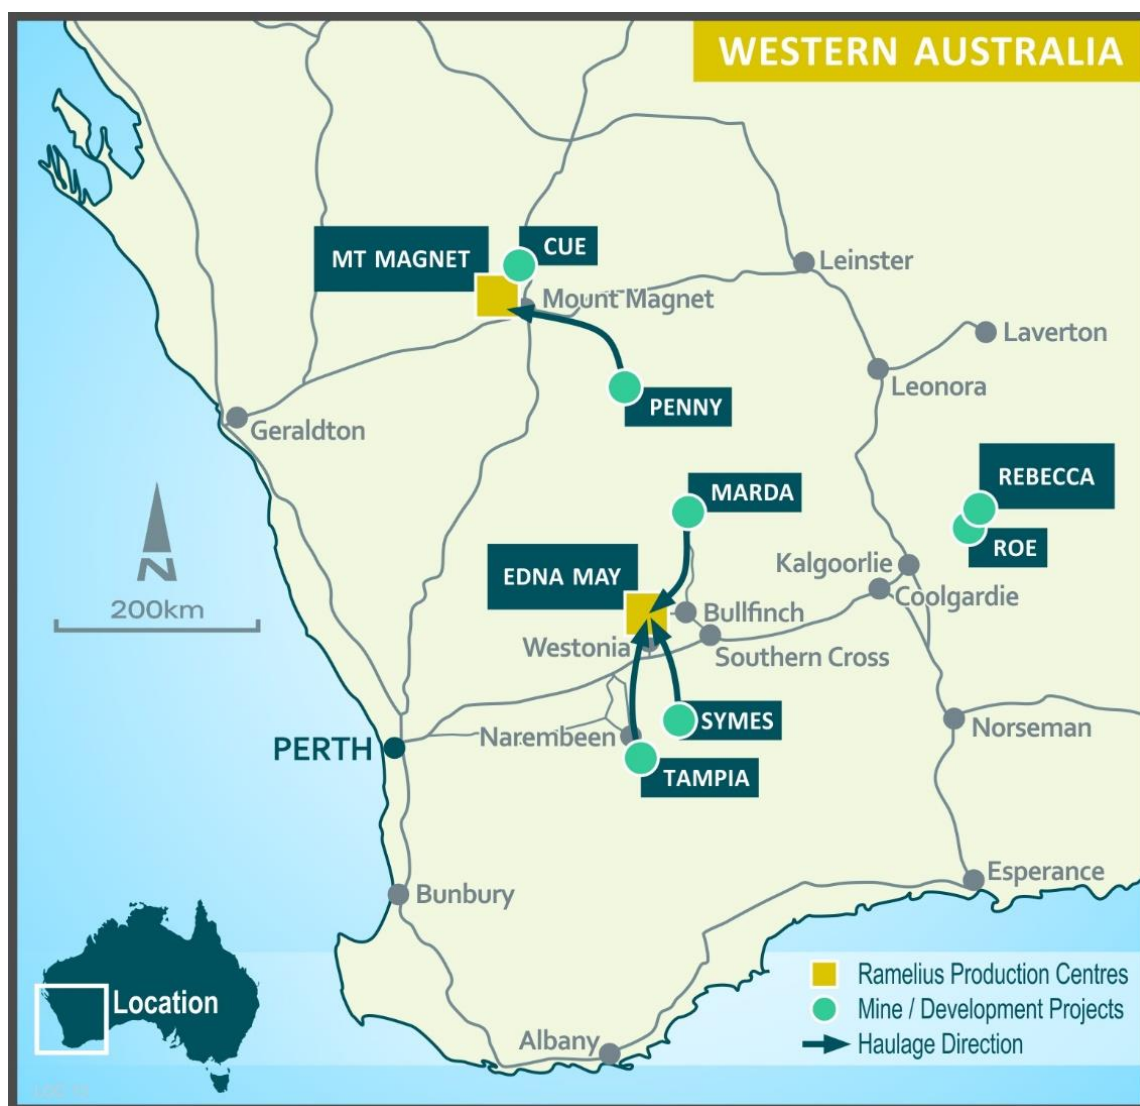 WESTERN AUSTRALIA
MT MAGNET
CUE
Leinster
Mount Magnet
Laverton
Leonora
PENNY
Geraldton
MARDA
REBECCA
ROE
EDNA MAY
Kalgoorlie
Coolgardie
N
200km
Bullfinch
Westonia
Southern Cross
SYMES
Norseman
Narembeen
PERTH
TAMPIA
Esperance
Bunbury
Location
Albany
Ramelius Production Centres
Mine / Development Projects
Haulage Direction